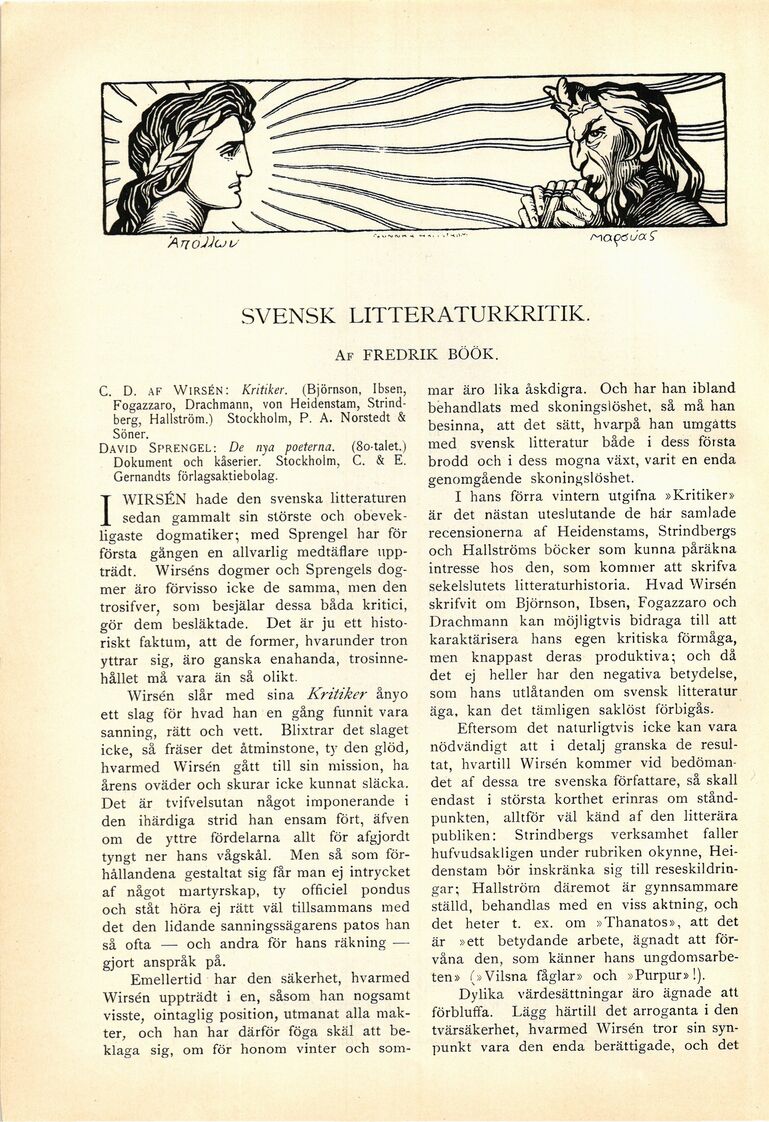 Ἀπολλων
Μαρσυας
SVENSK LITTERATURKRITIK.
AF FREDRIK BÖÖK.
C. D. AF WIRSÉN: Kritiker. (Björnson, Ibsen,
Fogazzaro, Drachmann, von Heidenstam, Strind-
berg, Hallström.) Stockholm, P. A. Norstedt &
Söner.
DAVID SPRENGEL: De nya poeterna. (80-talet.)
Dokument och kåserier. Stockholm, C. & E.
Gernandts förlagsaktiebolag.
I WIRSÉN hade den svenska litteraturen
sedan gammalt sin störste och obevek-
ligaste dogmatiker; med Sprengel har för
första gången en allvarlig medtäflare upp-
trädt. Wirséns dogmer och Sprengels dog-
mer äro förvisso icke de samma, men den
trosifver, som besjälar dessa båda kritici,
gör dem besläktade. Det är ju ett histo-
riskt faktum, att de former, hvarunder tron
yttrar sig, äro ganska enahanda, trosinne-
hållet må vara än så olikt.
Wirsén slår med sina Kritiker ånyo
ett slag för hvad han en gång funnit vara
sanning, rätt och vett. Blixtrar det slaget
icke, så fräser det åtminstone, ty den glöd,
hvarmed Wirsén gått till sin mission, ha
årens oväder och skurar icke kunnat släcka.
Det är tvifvelsutan något imponerande i
den ihärdiga strid han ensam fört, äfven
om de yttre fördelarna allt för afgjordt
tyngt ner hans vågskål. Men så som för-
hållandena gestaltat sig får man ej intrycket
af något martyrskap, ty officiel pondus
och ståt höra ej rätt väl tillsammans med
det den lidande sanningssägarens patos han
så ofta — och andra för hans räkning —
gjort anspråk på.
Emellertid har den säkerhet, hvarmed
Wirsén uppträdt i en, såsom han nogsamt
visste, ointaglig position, utmanat alla mak-
ter, och han har därför föga skäl att be-
klaga sig, om för honom vinter och som-
mar äro lika åskdigra. Och har han ibland
behandlats med skoningslöshet, så må han
besinna, att det sätt, hvarpå han umgåtts
med svensk litteratur både i dess första
brodd och i dess mogna växt, varit en enda
genomgående skoningslöshet.
I hans förra vintern utgifna »Kritiker»
är det nästan uteslutande de här samlade
recensionerna af Heidenstams, Strindbergs
och Hallströms böcker som kunna påräkna
intresse hos den, som kommer att skrifva
sekelslutets litteraturhistoria. Hvad Wirsén
skrifvit om Björnson, Ibsen, Fogazzaro och
Drachmann kan möjligtvis bidraga till att
karaktärisera hans egen kritiska förmåga,
men knappast deras produktiva; och då
det ej heller har den negativa betydelse,
som hans utlåtanden om svensk litteratur
äga, kan det tämligen saklöst förbigås.
Eftersom det naturligtvis icke kan vara
nödvändigt att i detalj granska de resul-
tat, hvartill Wirsén kommer vid bedöman-
det af dessa tre svenska författare, så skall
endast i största korthet erinras om stånd-
punkten, alltför väl känd af den litterära
publiken: Strindbergs verksamhet faller
hufvudsakligen under rubriken okynne, Hei-
denstam bör inskränka sig till reseskildrin-
gar; Hallström däremot är gynnsammare
ställd, behandlas med en viss aktning, och
det heter t. ex. om »Thanatos», att det
är »ett betydande arbete, ägnadt att för-
våna den, som känner hans ungdomsarbe-
ten» (»Vilsna fåglar» och »Purpur»!).
Dylika värdesättningar äro ägnade att
förbluffa. Lägg härtill det arroganta i den
tvärsäkerhet, hvarmed Wirsén tror sin syn-
punkt vara den enda berättigade, och det